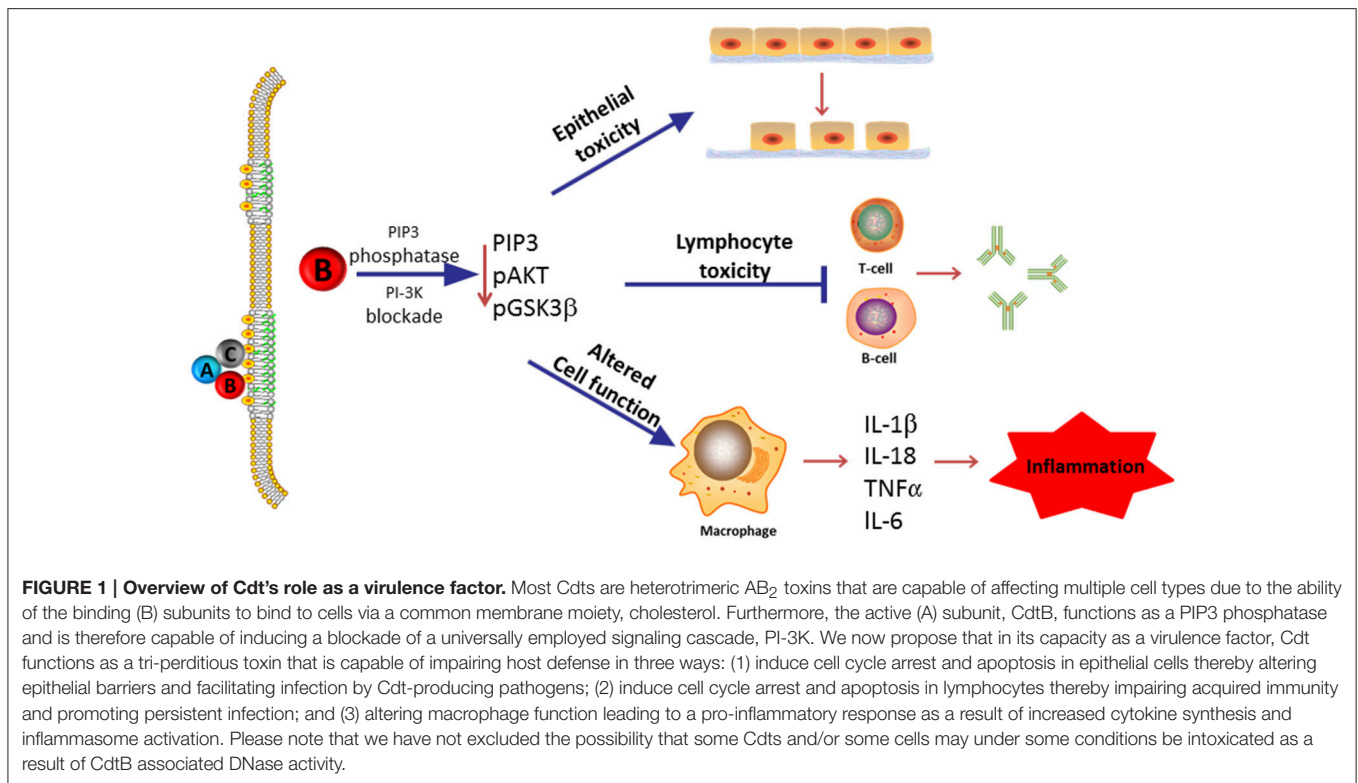 Epithelial
toxicity
B
PIP3
phosphatase
PI-3K
blockade
PIP3
pAKT
pGSK3β
Lymphocyte
toxicity
T-cell
B-cell
C
A
B
Altered
Cell function
Macrophage
IL-1β
IL-18
TNFα
IL-6
Inflammation
FIGURE 1 | Overview of Cdt's role as a virulence factor. Most Cdts are heterotrimeric AB₂ toxins that are capable of affecting multiple cell types due to the ability
of the binding (B) subunits to bind to cells via a common membrane moiety, cholesterol. Furthermore, the active (A) subunit, CdtB, functions as a PIP3 phosphatase
and is therefore capable of inducing a blockade of a universally employed signaling cascade, PI-3K. We now propose that in its capacity as a virulence factor, Cdt
functions as a tri-perditious toxin that is capable of impairing host defense in three ways: (1) induce cell cycle arrest and apoptosis in epithelial cells thereby altering
epithelial barriers and facilitating infection by Cdt-producing pathogens; (2) induce cell cycle arrest and apoptosis in lymphocytes thereby impairing acquired immunity
and promoting persistent infection; and (3) altering macrophage function leading to a pro-inflammatory response as a result of increased cytokine synthesis and
inflammasome activation. Please note that we have not excluded the possibility that some Cdts and/or some cells may under some conditions be intoxicated as a
result of CdtB associated DNase activity.